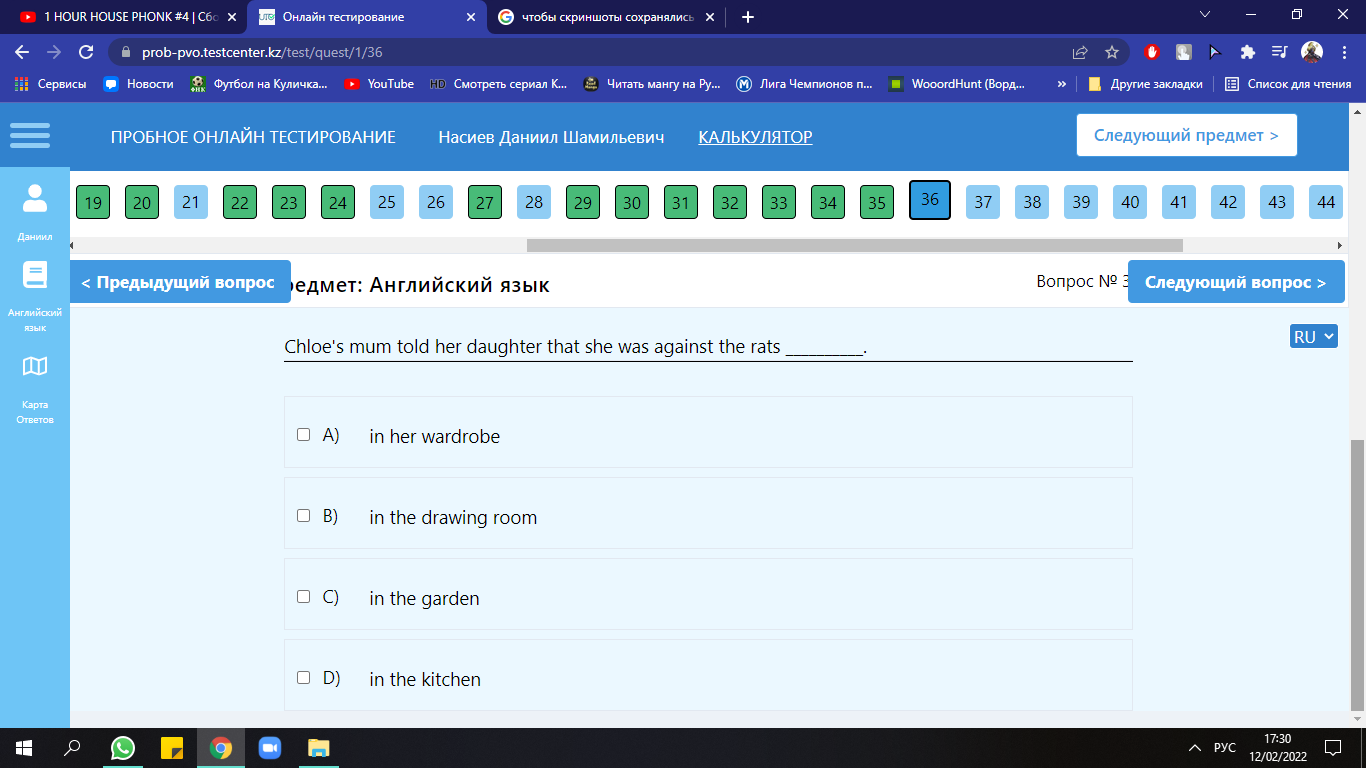 1 HOUR HOUSE PHONK #4 | Сбо
Онлайн тестирование
чтобы скриншоты сохранялись
prob-pvo.testcenter.kz/test/quest/1/36
Сервисы
Новости
Футбол на Куличка...
YouTube
HD Смотреть сериал К...
Читать мангу на Ру...
Лига Чемпионов п...
WooordHunt (Ворд...
»
Другие закладки
Список для чтения
ПРОБНОЕ ОНЛАЙН ТЕСТИРОВАНИЕ
Насиев Даниил Шамильевич
КАЛЬКУЛЯТОР
Следующий предмет >
19 20 21 22 23 24 25 26 27 28 29 30 31 32 33 34 35 36 37 38 39 40 41 42 43 44
Даниил
Английский
язык
Карта
Ответов
< Предыдущий вопрос
редмет: Английский язык
Вопрос № 3
Следующий вопрос >
RU
Chloe's mum told her daughter that she was against the rats __________.
A) in her wardrobe
B) in the drawing room
C) in the garden
D) in the kitchen
РУС
17:30
12/02/2022